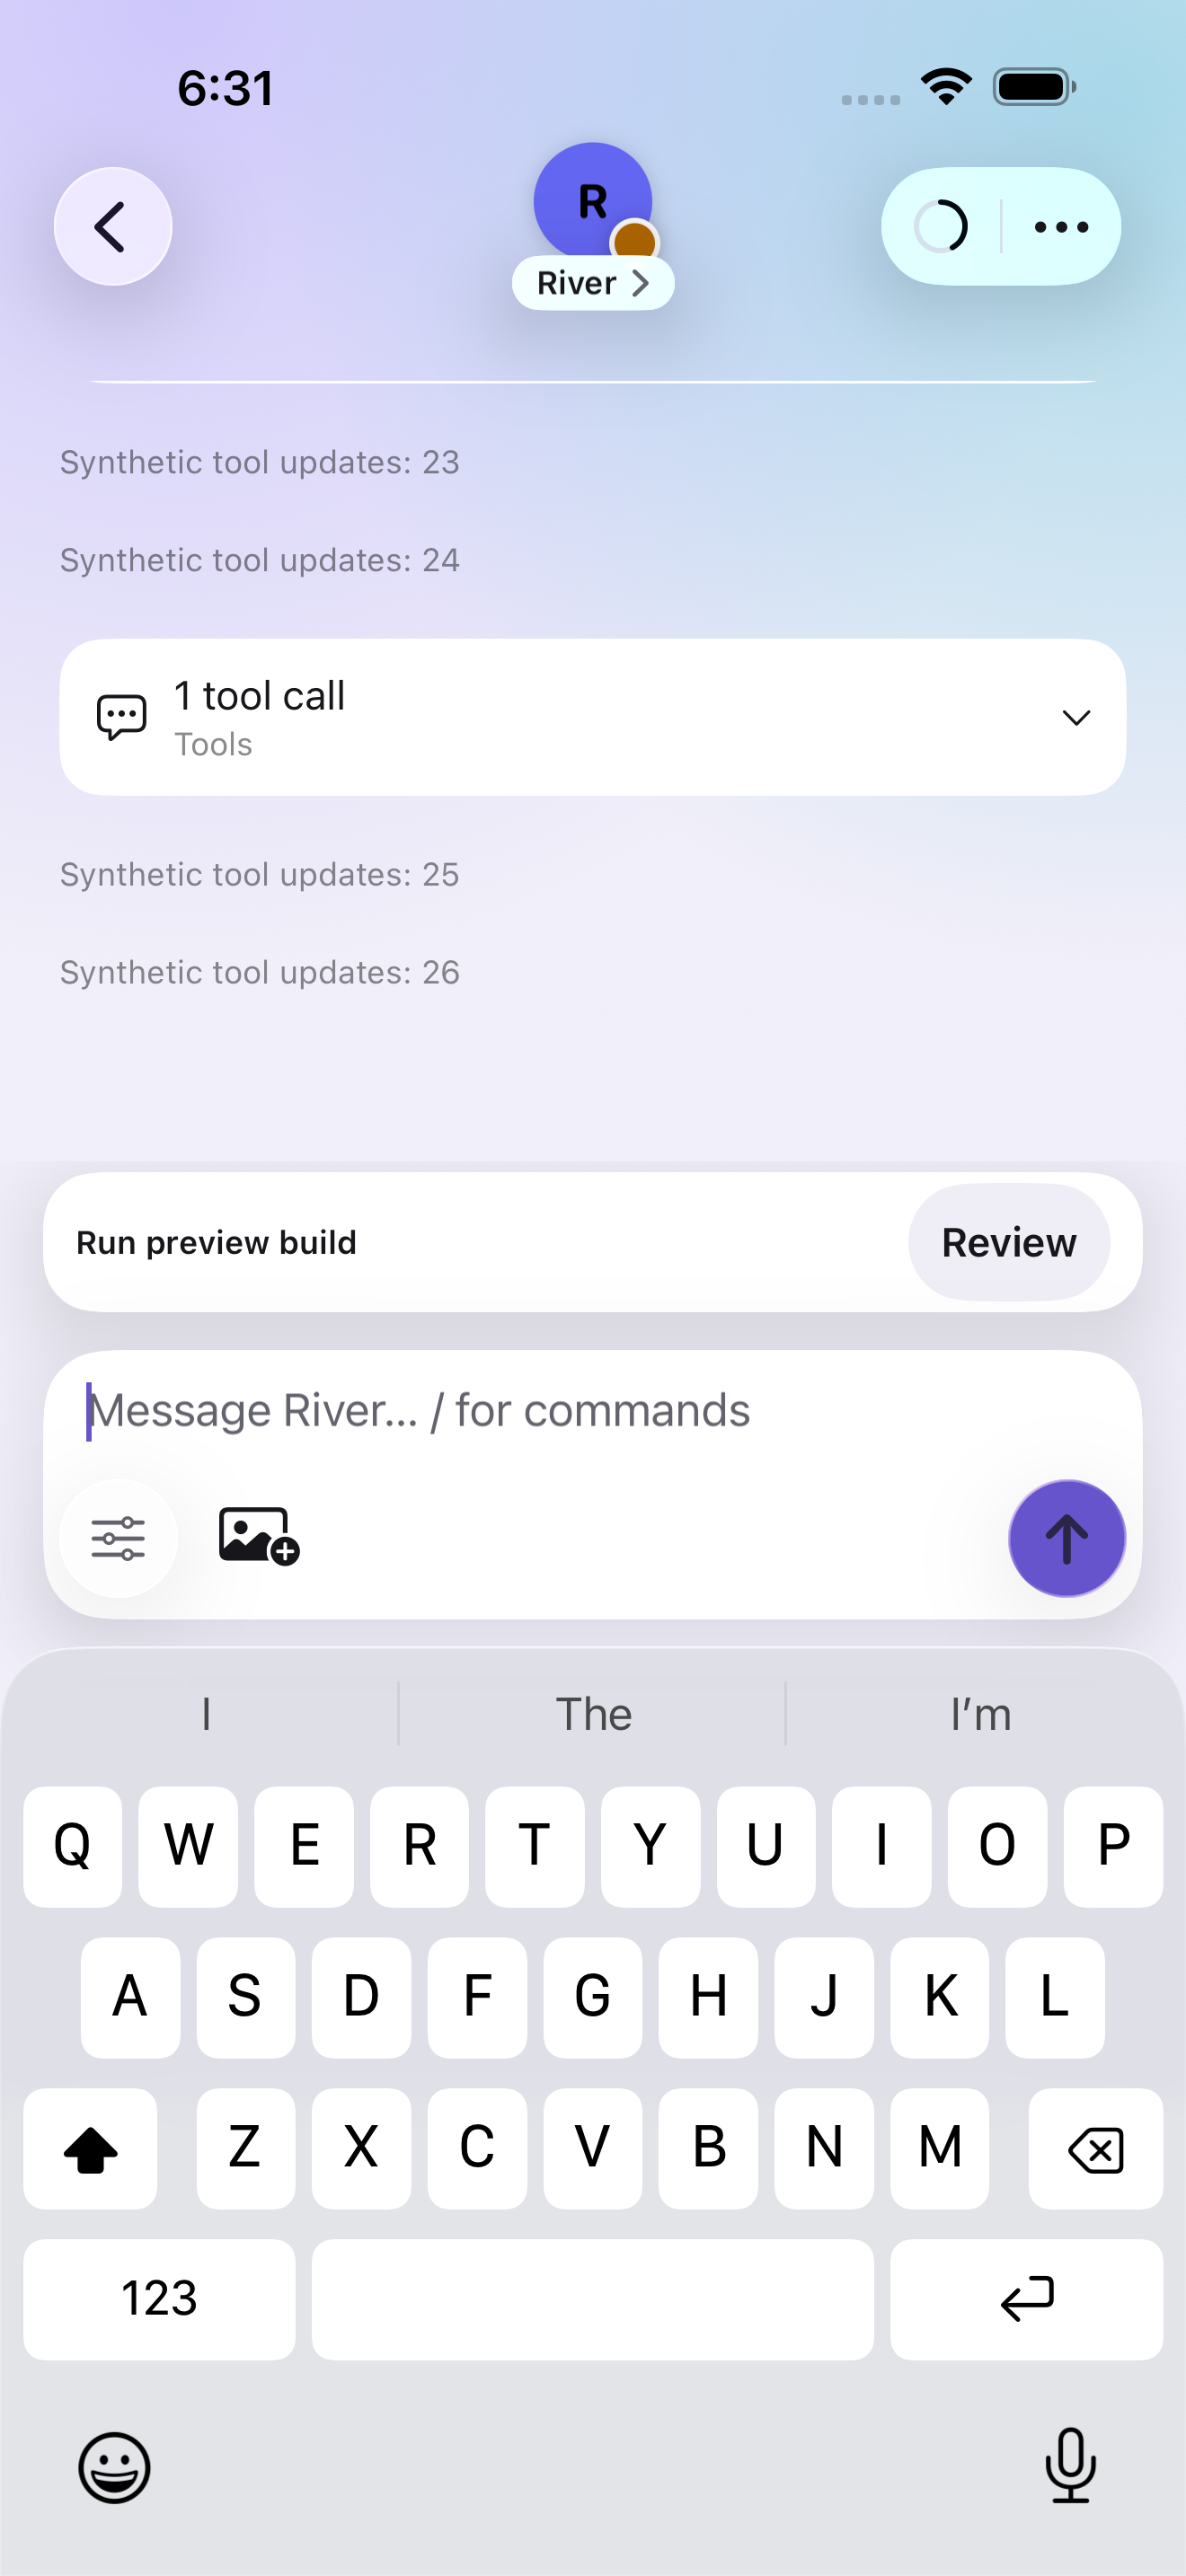 6:31
R
River
Synthetic tool updates: 23
Synthetic tool updates: 24
1 tool call
Tools
Synthetic tool updates: 25
Synthetic tool updates: 26
Run preview build
Review
Message River... / for commands
I
The
I’m
Q W E R T Y U I O P
A S D F G H J K L
Z X C V B N M
123